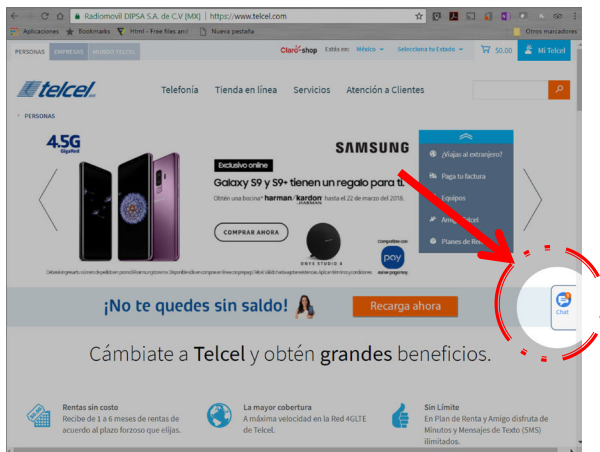 Radiomovil DIPSA S.A. de C.V [MX] | https://www.telcel.com
Aplicaciones Bookmarks Html - Free files and Nueva pestaña Otros marcadores
PERSONAS EMPRESAS MUNDO TELCEL Claro-shop Estás en: México Selecciona tu Estado $0.00 Mi Telcel
telcel Telefonía Tienda en línea Servicios Atención a Clientes
PERSONAS
4.5G
GigaRed
SAMSUNG
Exclusivo online
Galaxy S9 y S9+ tienen un regalo para ti.
Obtén una bocina* harman/kardon hasta el 22 de marzo del 2018.
COMPRAR AHORA
ONYX STUDIO 4
Compatible con:
pay
¿Viajas al extranjero?
Paga tu factura
Equipos
Planes de
¡No te quedes sin saldo! Recarga ahora
Chat
Cámbiate a Telcel y obtén grandes beneficios.
Rentas sin costo
Recibe de 1 a 6 meses de rentas de
acuerdo al plazo forzoso que elijas.
La mayor cobertura
A máxima velocidad en la Red 4GLTE
de Telcel.
Sin Límite
En Plan de Renta y Amigo disfruta de
Minutos y Mensajes de Texto (SMS)
ilimitados.